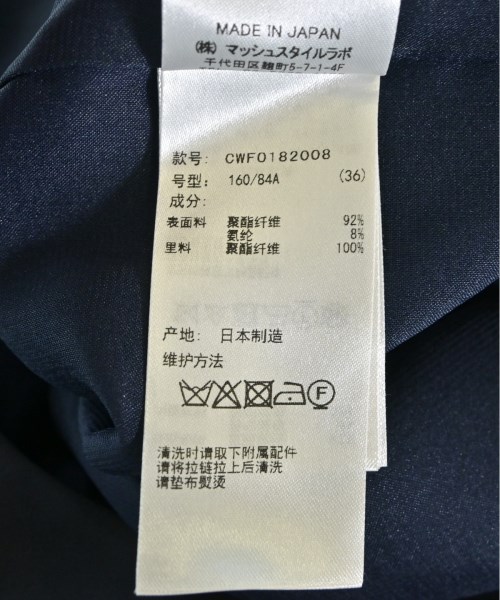 MADE IN JAPAN
(株) マッシュスタイルラボ
千代田区麹町5-7-1-4F
款号: CWF0182008
号型: 160/84A (36)
成分:
表面料 聚酯纤维 92%
氨纶 8%
里料 聚酯纤维 100%
产地: 日本制造
维护方法
F
清洗时请取下附属配件
请将拉链拉上后清洗
请垫布熨烫